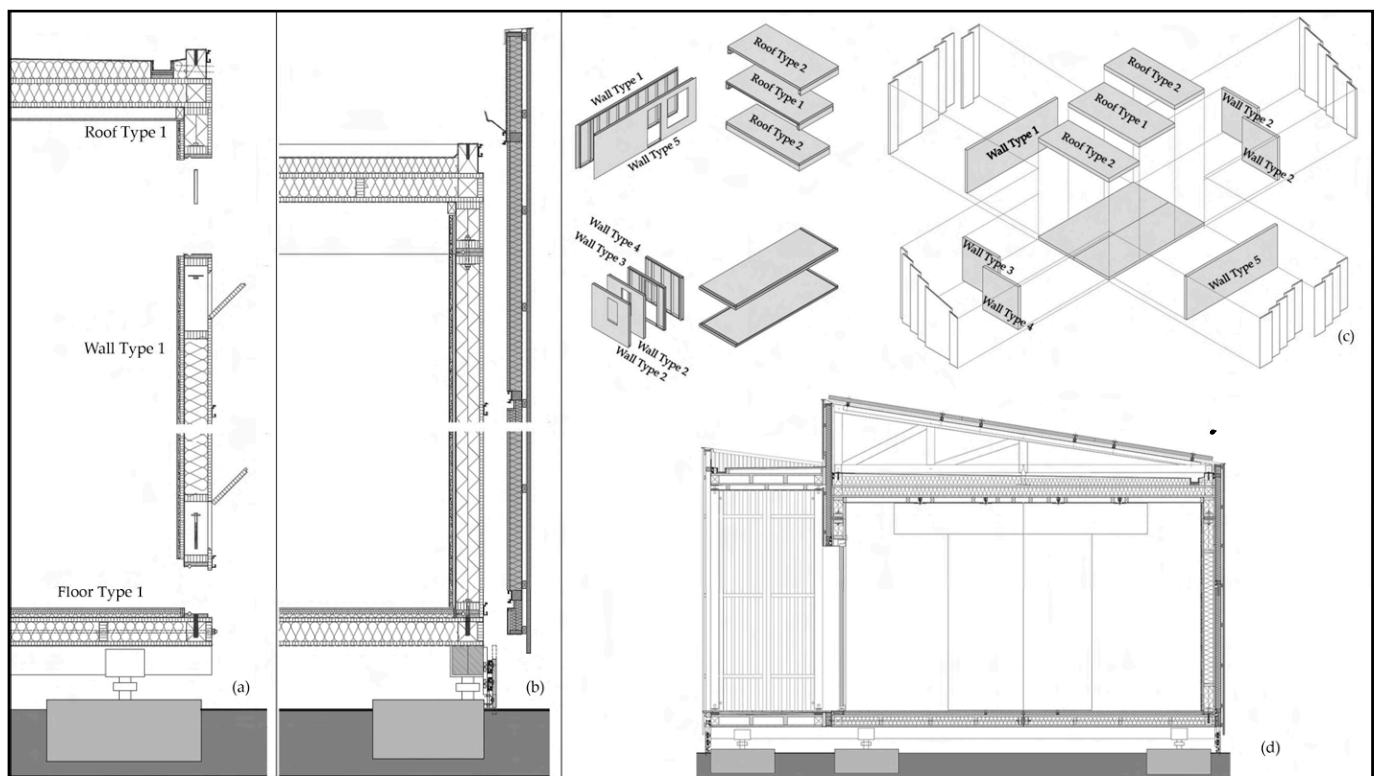 Roof Type 1
Wall Type 1
Floor Type 1
(a)
(b)
Wall Type 1
Wall Type 5
Roof Type 2
Roof Type 1
Roof Type 2
Wall Type 4
Wall Type 3
Wall Type 2
Wall Type 2
Roof Type 2
Roof Type 1
Roof Type 2
Wall Type 1
Wall Type 2
Wall Type 2
Wall Type 3
Wall Type 4
Wall Type 5
(c)
(d)